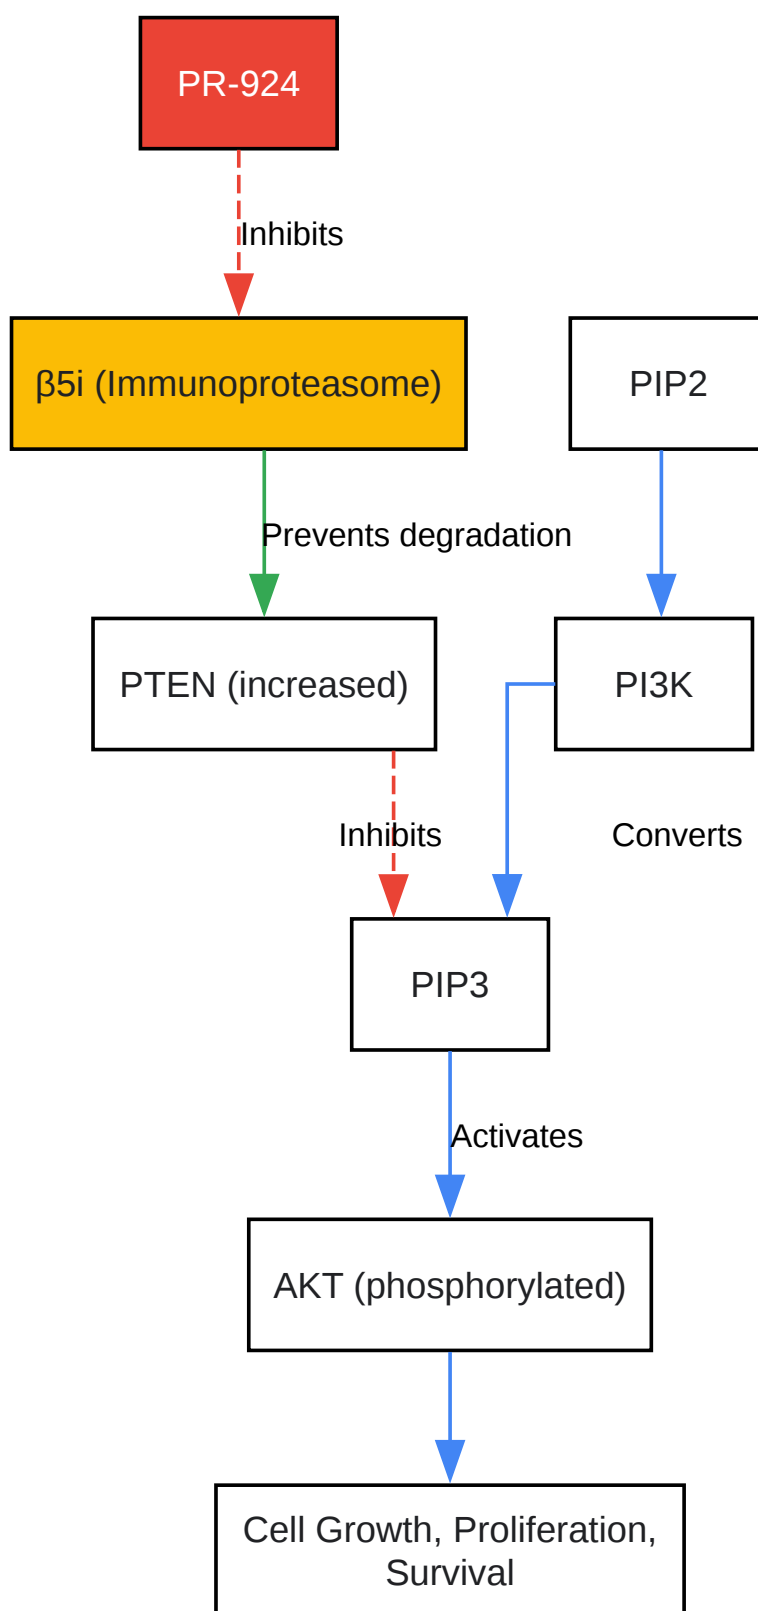 PR-924
Inhibits
β5i (Immunoproteasome)
PIP2
Prevents degradation
PTEN (increased)
PI3K
Inhibits
Converts
PIP3
Activates
AKT (phosphorylated)
Cell Growth, Proliferation,
Survival